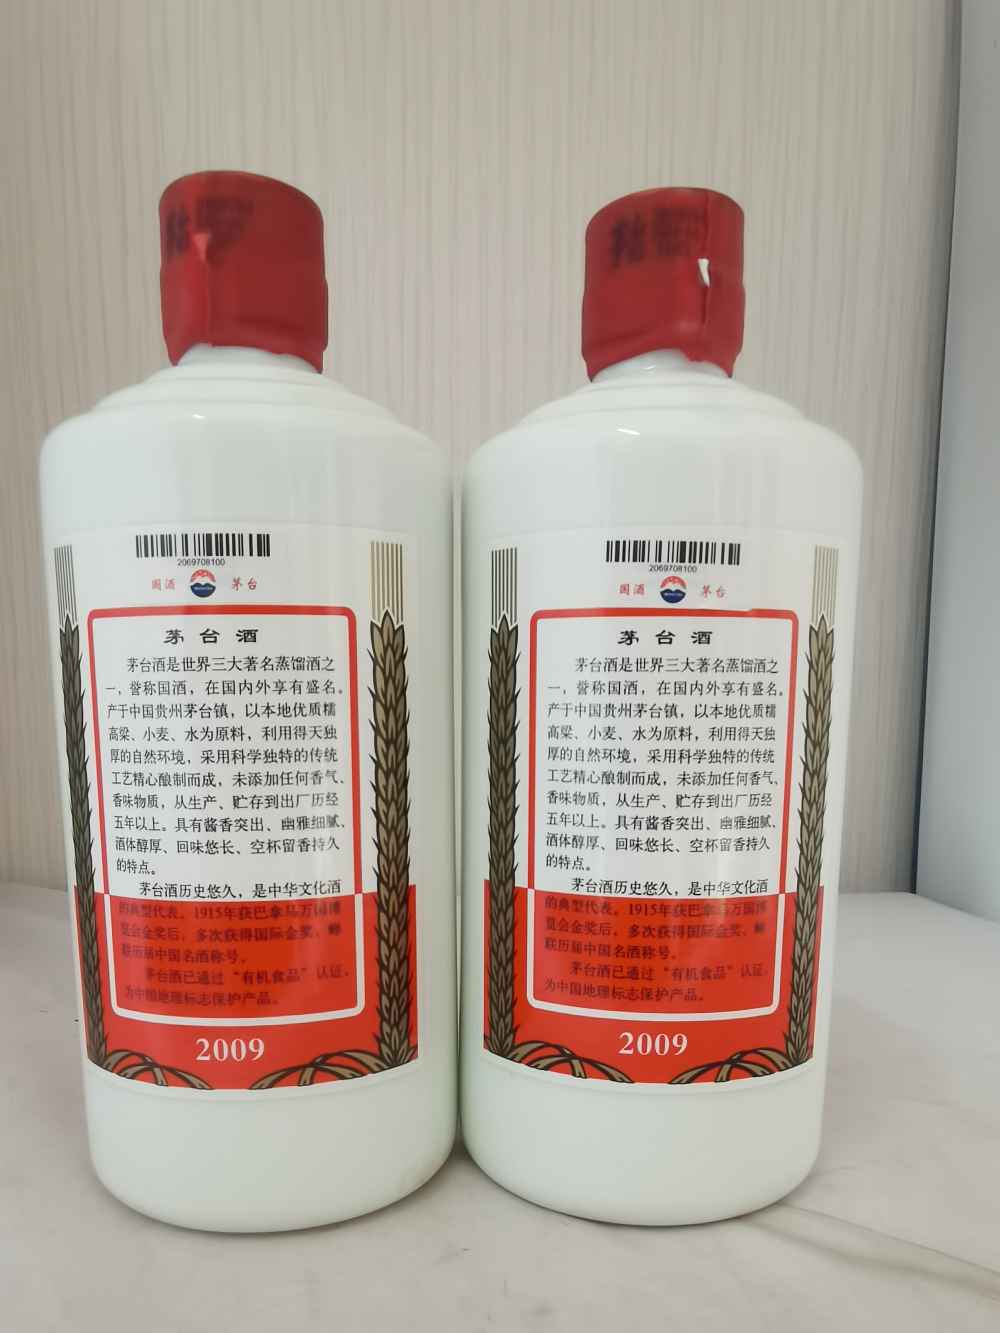 2069708100
国酒 茅台
茅台酒
茅台酒是世界三大著名蒸馏酒之
一，誉称国酒，在国内外享有盛名。
产于中国贵州茅台镇，以本地优质糯
高梁、小麦、水为原料，利用得天独
厚的自然环境，采用科学独特的传统
工艺精心酿制而成，未添加任何香气、
香味物质，从生产、贮存到出厂历经
五年以上。具有酱香突出、幽雅细腻、
酒体醇厚、回味悠长、空杯留香持久
的特点。
茅台酒历史悠久，是中华文化酒
的典型代表。1915年获巴拿马万国博
览会金奖后，多次获得国际金奖，蝉
联历届中国名酒称号。
茅台酒已通过“有机食品”认证，
为中国地理标志保护产品。
2009
2069708100
国酒 茅台
茅台酒
茅台酒是世界三大著名蒸馏酒之
一，誉称国酒，在国内外享有盛名。
产于中国贵州茅台镇，以本地优质糯
高梁、小麦、水为原料，利用得天独
厚的自然环境，采用科学独特的传统
工艺精心酿制而成，未添加任何香气、
香味物质，从生产、贮存到出厂历经
五年以上。具有酱香突出、幽雅细腻、
酒体醇厚、回味悠长、空杯留香持久
的特点。
茅台酒历史悠久，是中华文化酒
的典型代表。1915年获巴拿马万国博
览会金奖后，多次获得国际金奖，蝉
联历届中国名酒称号。
茅台酒已通过“有机食品”认证，
为中国地理标志保护产品。
2009